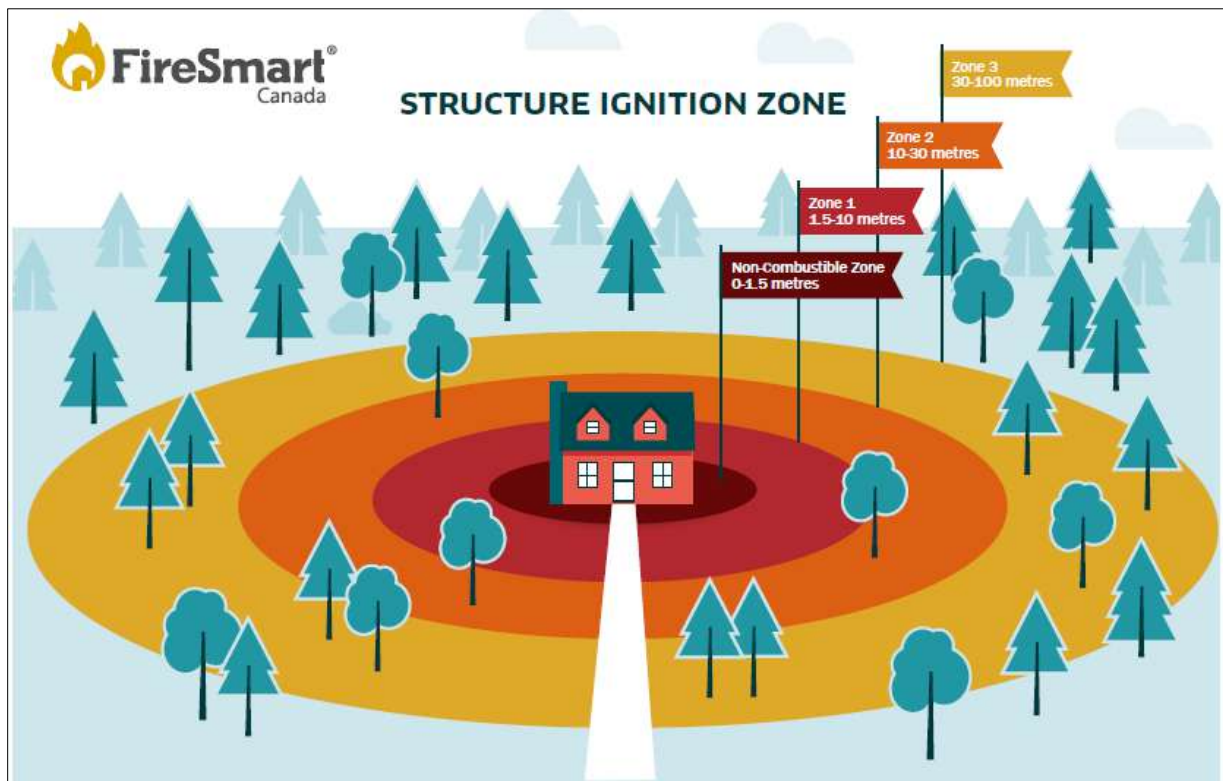 FireSmart®
Canada
STRUCTURE IGNITION ZONE
Zone 3
30-100 metres
Zone 2
10-30 metres
Zone 1
1.5-10 metres
Non-Combustible Zone
0-1.5 metres